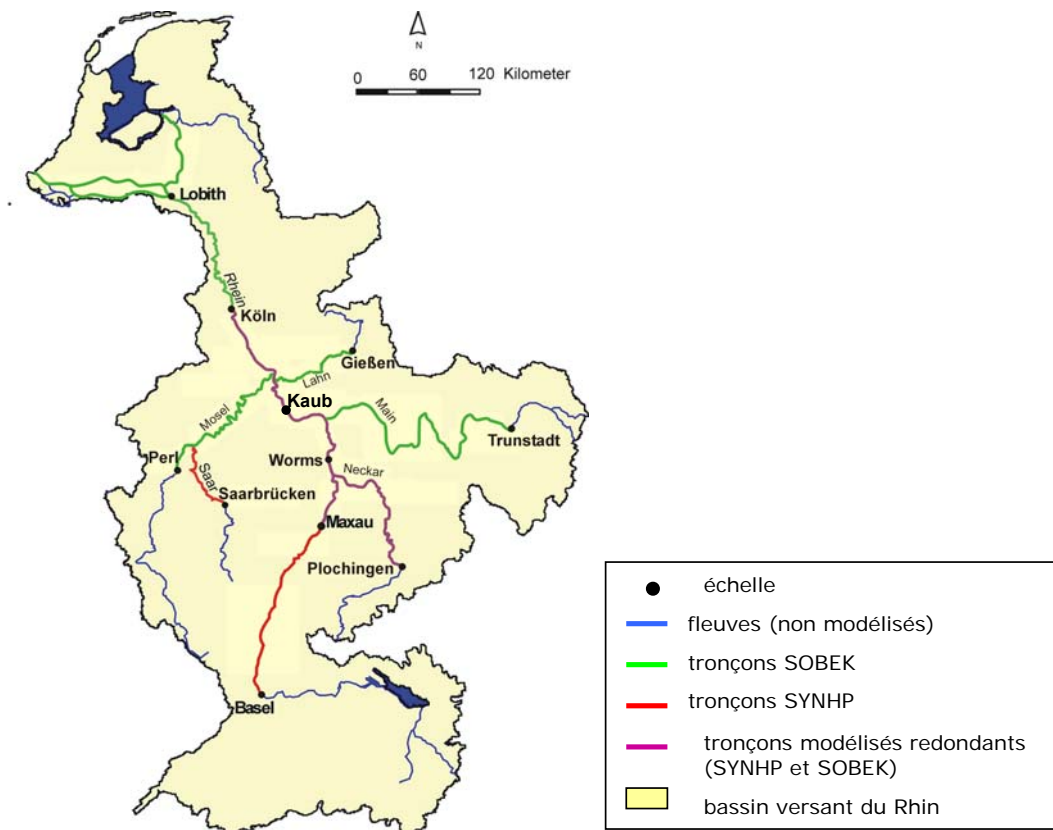 N
0 60 120 Kilometer
Lobith
Rhein
Köln
Gießen
Lahn
Kaub
Mosel
Main
Trunstadt
Perl
Worms
Neckar
Saar
Saarbrücken
Maxau
Plochingen
Basel
échelle
fleuves (non modélisés)
tronçons SOBEK
tronçons SYNHP
tronçons modélisés redondants
(SYNHP et SOBEK)
bassin versant du Rhin